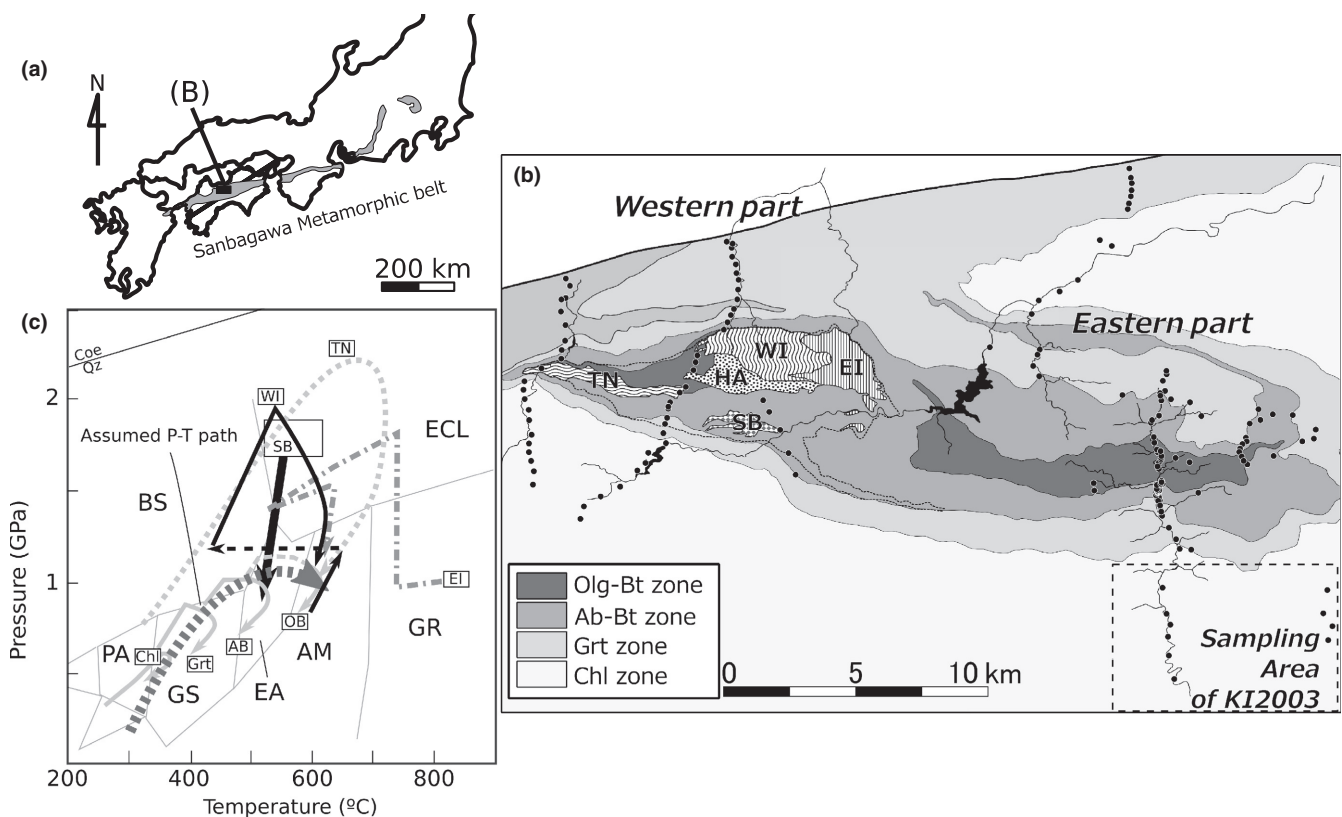 (a)
N
(B)
Sanbagawa Metamorphic belt
200 km
(b)
Western part
Eastern part
WI
EI
HA
TN
SB
Olg-Bt zone
Ab-Bt zone
Grt zone
Chl zone
0 5 10 km
Sampling
Area
of KI2003
(c)
Coe
Qz
TN
2
WI
Assumed P-T path
SB
ECL
BS
1
EI
OB
AB
GR
PA
Chl
Grt
AM
GS
EA
Pressure (GPa)
200 400 600 800
Temperature (ºC)